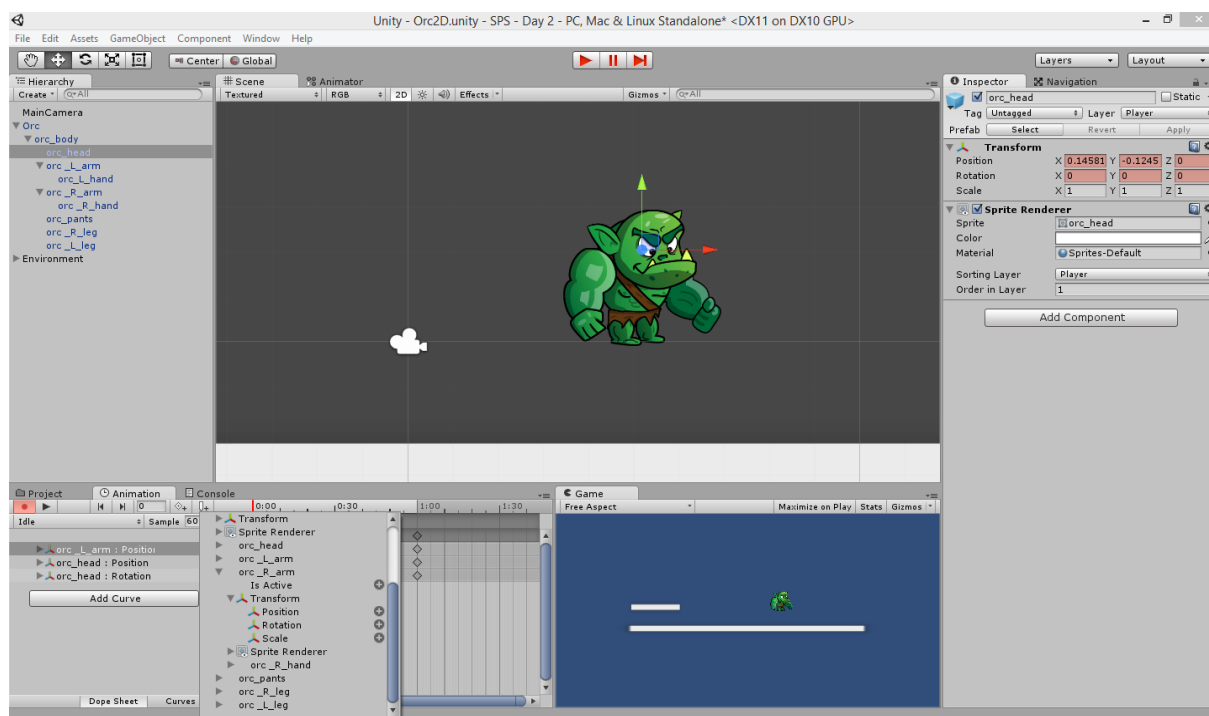 Unity - Orc2D.unity - SPS - Day 2 - PC, Mac & Linux Standalone* <DX11 on DX10 GPU>
File Edit Assets GameObject Component Window Help
Center Global Layers Layout
Hierarchy
Create All
MainCamera
Orc
orc_body
orc_head
orc _L_arm
orc_L_hand
orc _R_arm
orc _R_hand
orc_pants
orc _R_leg
orc _L_leg
Environment
Scene Animator
Textured RGB 2D Effects Gizmos All
Inspector Navigation
orc_head Static
Tag Untagged Layer Player
Prefab Select Revert Apply
Transform
Position X 0.14581 Y -0.1245 Z 0
Rotation X 0 Y 0 Z 0
Scale X 1 Y 1 Z 1
Sprite Renderer
Sprite orc_head
Color
Material Sprites-Default
Sorting Layer Player
Order in Layer 1
Add Component
Project Animation Console
0 0:00 0:30 1:00 1:30
Idle Sample 60
orc _L_arm : Position
orc_head : Position
orc_head : Rotation
Add Curve
Dope Sheet Curves
Transform
Sprite Renderer
orc_head
orc _L_arm
orc _R_arm
Is Active
Transform
Position
Rotation
Scale
Sprite Renderer
orc _R_hand
orc_pants
orc _R_leg
orc _L_leg
Game
Free Aspect Maximize on Play Stats Gizmos